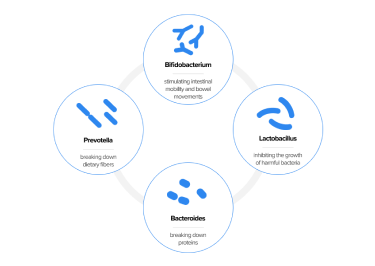 Bifidobacterium
stimulating intestinal
mobility and bowel
movements
Prevotella
breaking down
dietary fibers
Lactobacillus
inhibiting the growth
of harmful bacteria
Bacteroides
breaking down
proteins